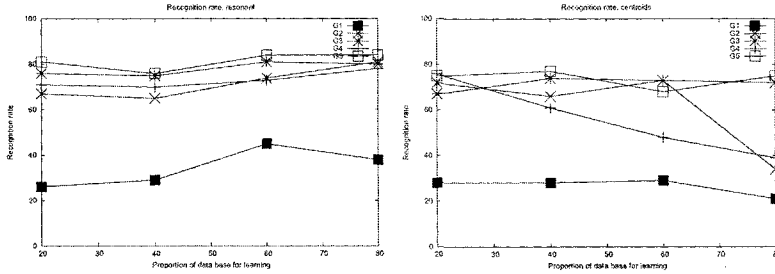 Recognition rate, resonant
100
80
60
40
20
0
20
30
40
50
60
70
80
Recognition rate
Proportion of data base for learning
G1
G2
G3
G4
G5
Recognition rate, centroids
100
80
60
40
20
0
20
30
40
50
60
70
80
Recognition rate
Proportion of data base for learning
G1
G2
G3
G4
G5